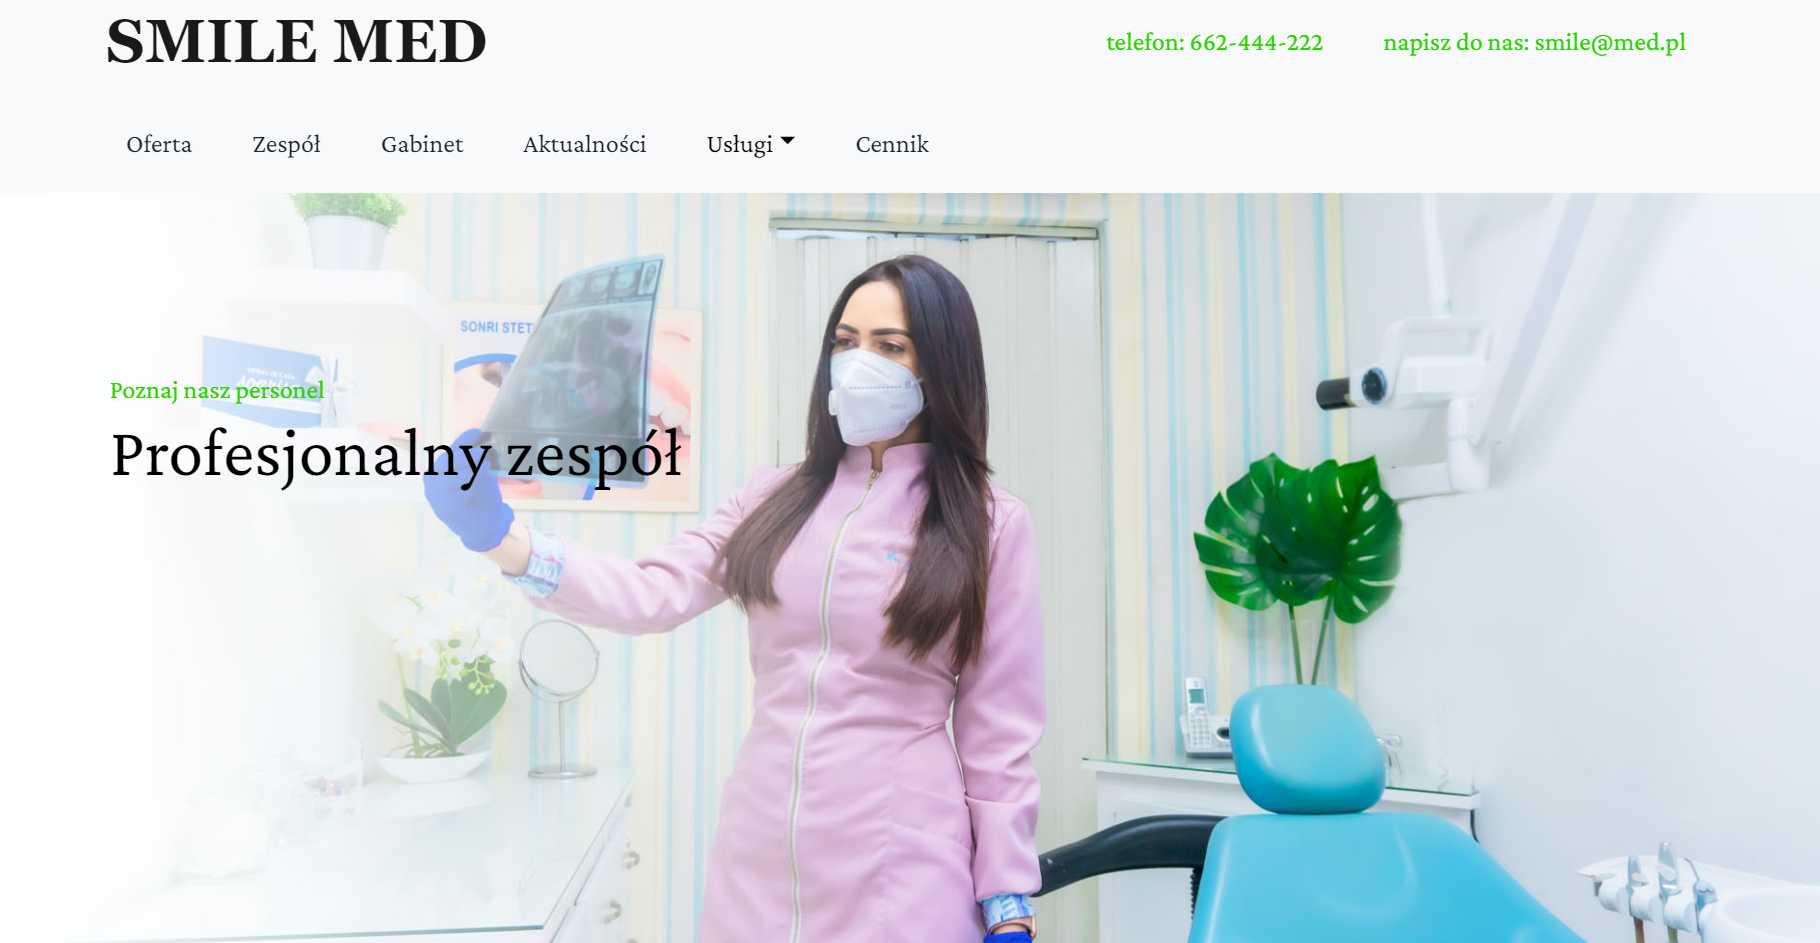 SMILE MED
telefon: 662-444-222
napisz do nas: smile@med.pl
Oferta
Zespół
Gabinet
Aktualności
Usługi
Cennik
SONRI STET
Poznaj nasz personel
Profesjonalny zespół